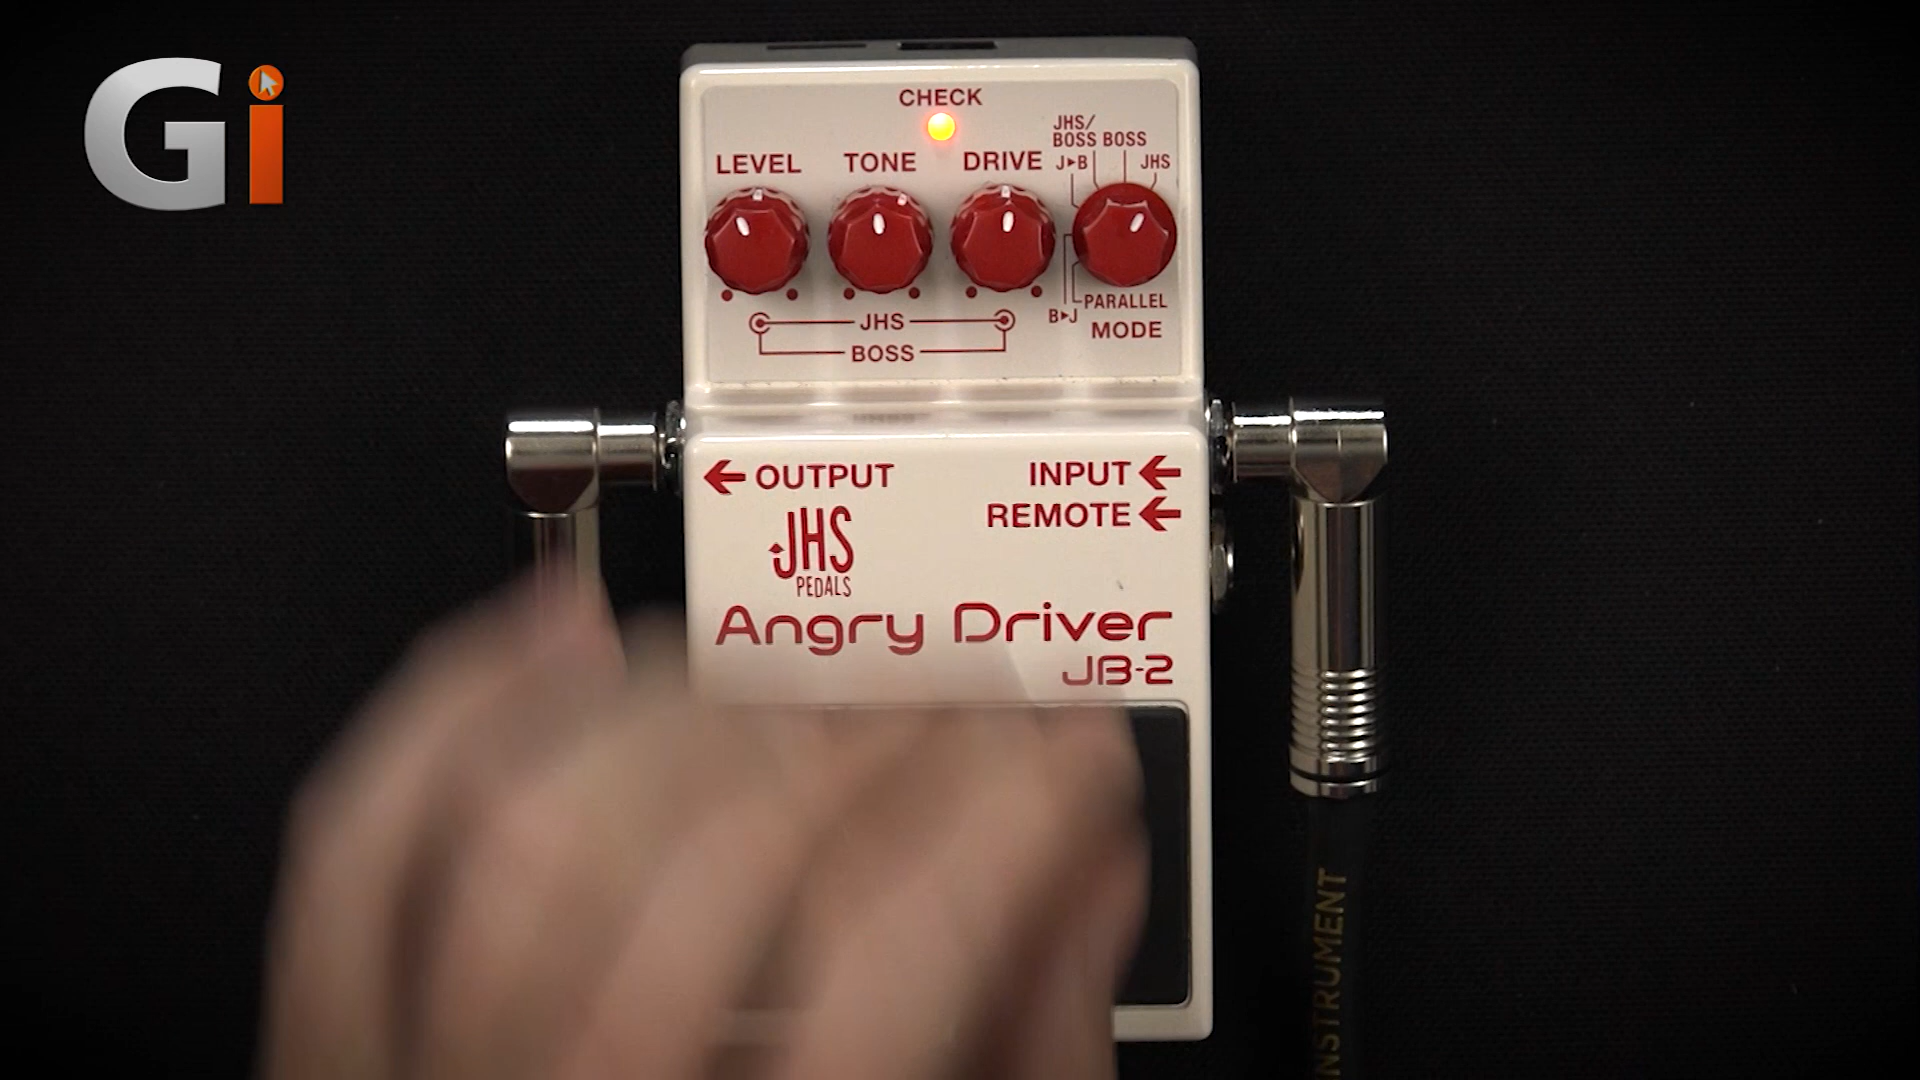 Gi
CHECK
LEVEL
TONE
DRIVE
JHS/
BOSS
BOSS
J▶B
JHS
JHS
BOSS
B▶J
PARALLEL
MODE
← OUTPUT
INPUT ←
REMOTE ←
JHS
PEDALS
Angry Driver
JB-2
NSTRUMENT